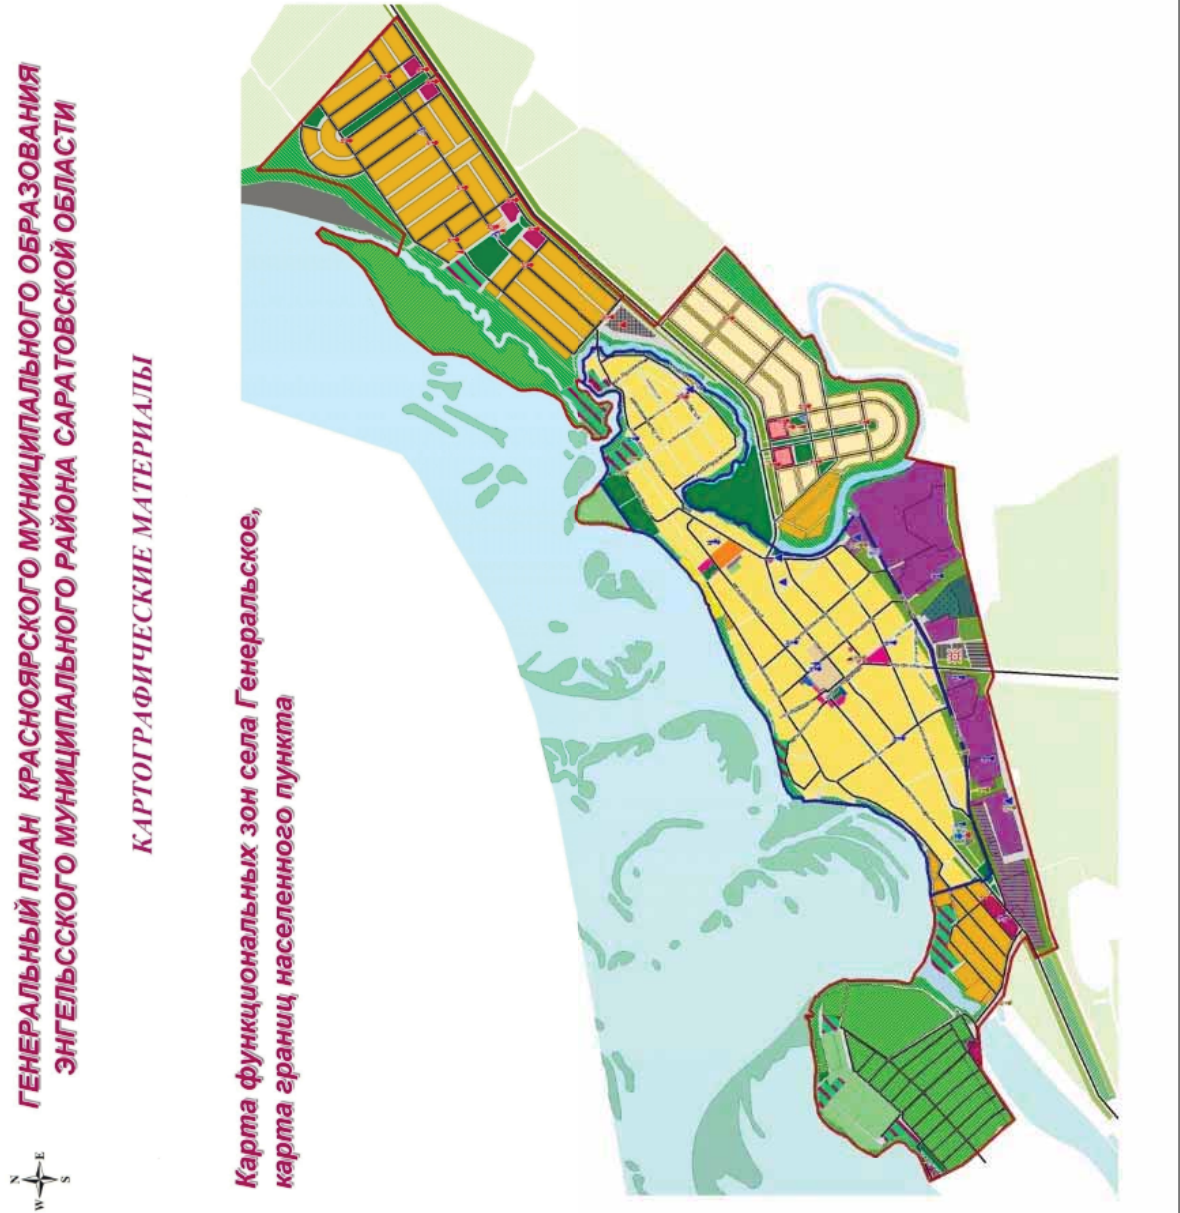 ГЕНЕРАЛЬНЫЙ ПЛАН КРАСНОЯРСКОГО МУНИЦИПАЛЬНОГО ОБРАЗОВАНИЯ
ЭНГЕЛЬССКОГО МУНИЦИПАЛЬНОГО РАЙОНА САРАТОВСКОЙ ОБЛАСТИ
КАРТОГРАФИЧЕСКИЕ МАТЕРИАЛЫ
Карта функциональных зон села Генеральское,
карта границ населенного пункта
N
W E
S